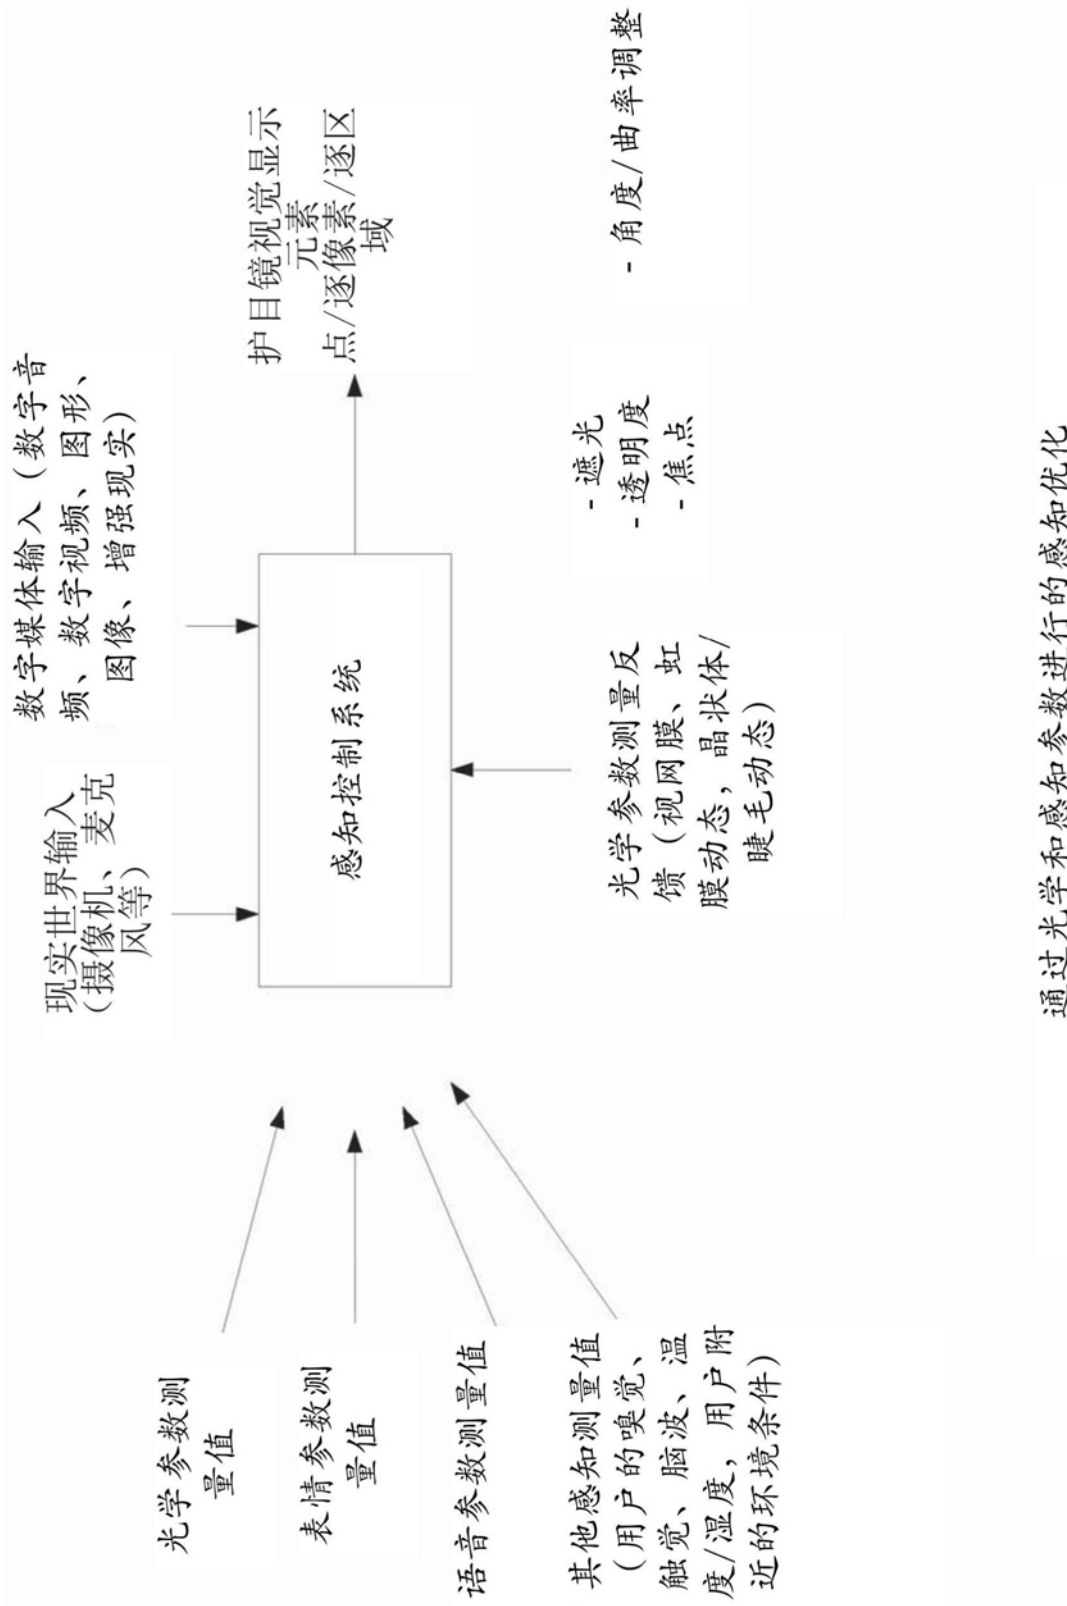 现实世界输入
(摄像机、麦克
风等)
数字媒体输入（数字音
频、数字视频、图形、
图像、增强现实）
光学参数测
量值
表情参数测
量值
语音参数测量值
其他感知测量值
（用户的嗅觉、
触觉、脑波、温
度/湿度，用户附
近的环境条件）
感知控制系统
护目镜视觉显示
元素
点/逐像素/逐区
域
光学参数测量反
馈（视网膜、虹
膜动态，晶状体/
睫毛动态）
- 遮光
- 透明度
- 焦点
- 角度/曲率调整
通过光学和感知参数进行的感知优化